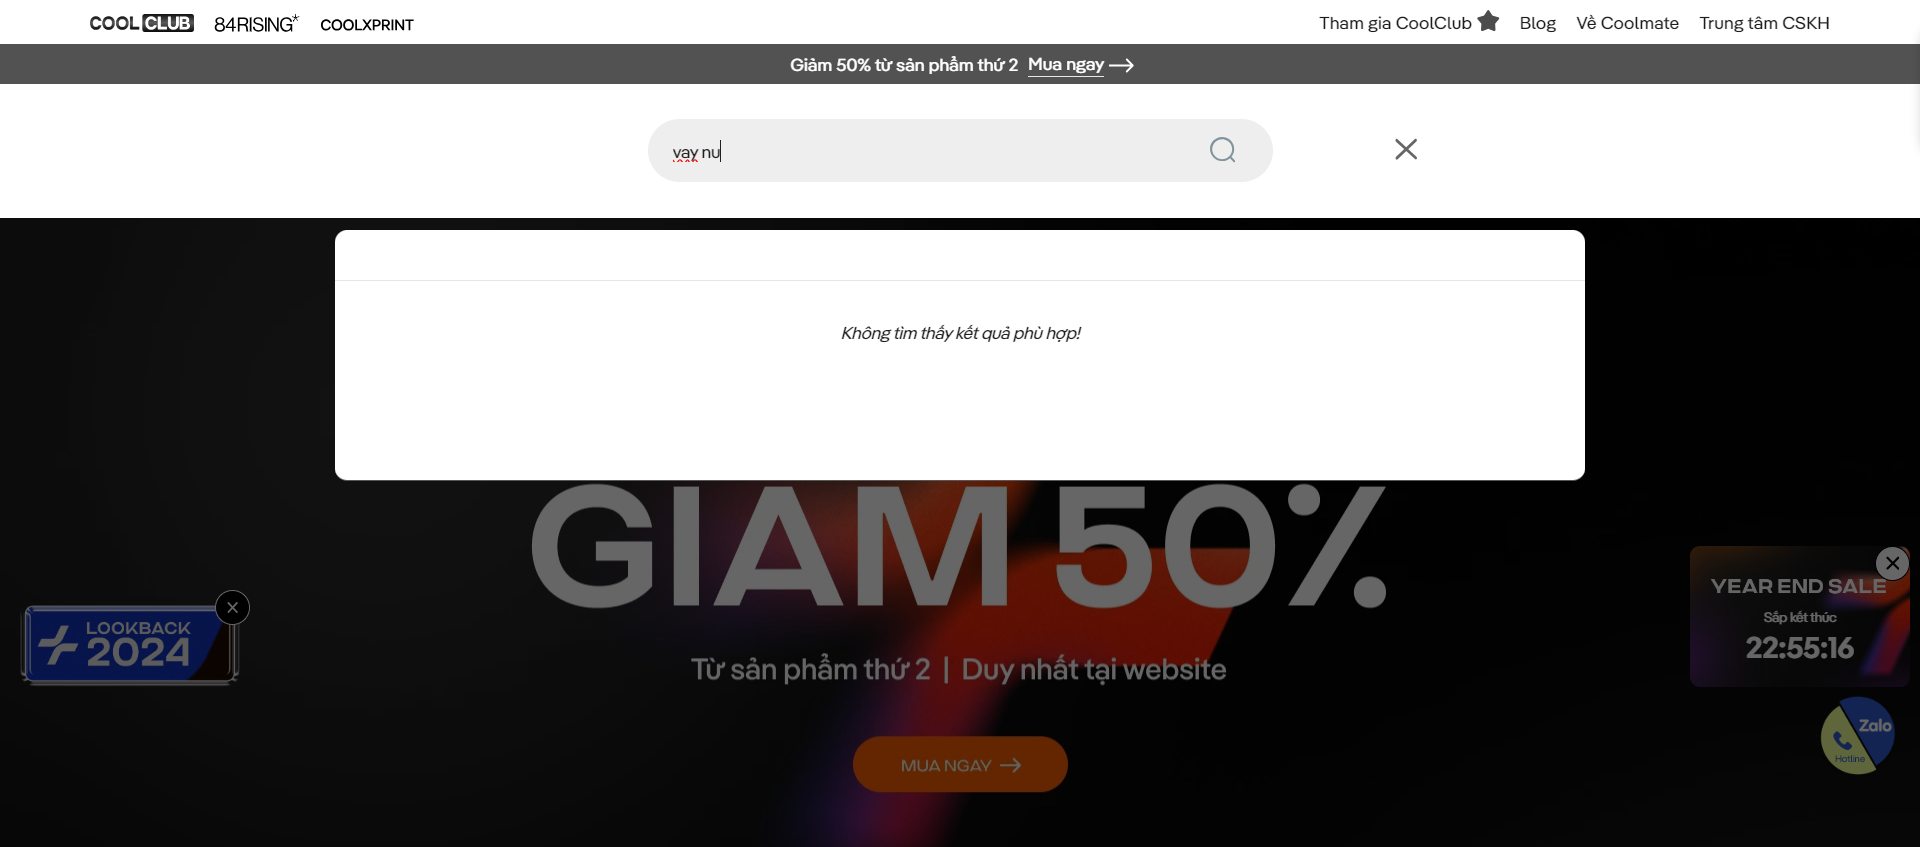 COOL CLUB 84RISING* COOLXPRINT Tham gia CoolClub Blog Về Coolmate Trung tâm CSKH
Giảm 50% từ sản phẩm thứ 2 Mua ngay
vay nu
Không tìm thấy kết quả phù hợp!
GIẢM 50%
Từ sản phẩm thứ 2 | Duy nhất tại website
MUA NGAY
LOOKBACK
2024
YEAR END SALE
Sắp kết thúc
22:55:16
Zalo
Hotline